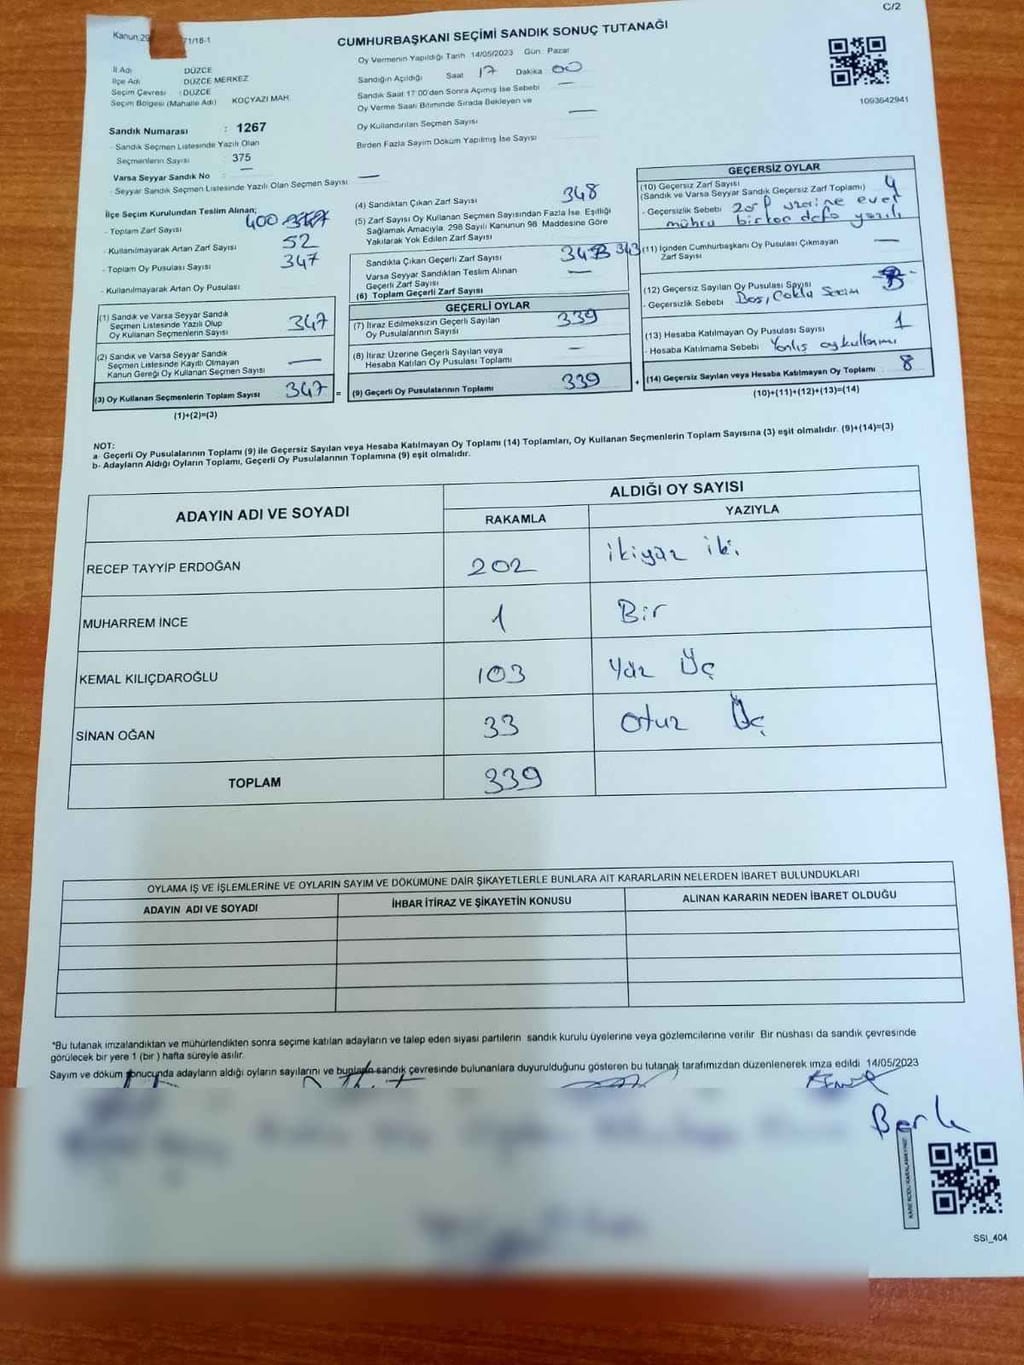 C/2
Kanun 29 71/18-1
CUMHURBAŞKANI SEÇİMİ SANDIK SONUÇ TUTANAĞI
1093642941
İl Adı DÜZCE
İlçe Adı DÜZCE MERKEZ
Seçim Çevresi : DÜZCE
Seçim Bölgesi (Mahalle Adı) KOÇYAZI MAH.
Sandık Numarası : 1267
- Sandık Seçmen Listesinde Yazılı Olan
Seçmenlerin Sayısı : 375
Varsa Seyyar Sandık No —
- Seyyar Sandık Seçmen Listesinde Yazılı Olan Seçmen Sayısı —
Oy Vermenin Yapıldığı Tarih 14/05/2023 Gün : Pazar
Sandığın Açıldığı Saat 17 Dakika 00
Sandık Saat 17:00'den Sonra Açımış İse Sebebi —
Oy Verme Saati Bitiminde Sırada Bekleyen ve
Oy Kullandırılan Seçmen Sayısı —
Birden Fazla Sayım Döküm Yapılmış İse Sayısı
İlçe Seçim Kurulundan Teslim Alınan;
- Toplam Zarf Sayısı 400
- Kullanılmayarak Artan Zarf Sayısı 52
- Toplam Oy Pusulası Sayısı 347
- Kullanılmayarak Artan Oy Pusulası
(1) Sandık ve Varsa Seyyar Sandık
Seçmen Listesinde Yazılı Olup
Oy Kullanan Seçmenlerin Sayısı 347
(2) Sandık ve Varsa Seyyar Sandık
Seçmen Listesinde Kayıtlı Olmayan
Kanun Gereği Oy Kullanan Seçmen Sayısı —
(3) Oy Kullanan Seçmenlerin Toplam Sayısı 347 =
(1)+(2)=(3)
(4) Sandıktan Çıkan Zarf Sayısı 348
(5) Zarf Sayısı Oy Kullanan Seçmen Sayısından Fazla İse, Eşitliği
Sağlamak Amacıyla, 298 Sayılı Kanunun 98. Maddesine Göre
Yakılarak Yok Edilen Zarf Sayısı
Sandıkta Çıkan Geçerli Zarf Sayısı 343
Varsa Seyyar Sandıktan Teslim Alınan
Geçerli Zarf Sayısı —
(6) Toplam Geçerli Zarf Sayısı
GEÇERLİ OYLAR
(7) İtiraz Edilmeksizin Geçerli Sayılan
Oy Pusulalarının Sayısı 339
(8) İtiraz Üzerine Geçerli Sayılan veya
Hesaba Katılan Oy Pusulası Toplamı —
(9) Geçerli Oy Pusulalarının Toplamı 339 +
GEÇERSİZ OYLAR
(10) Geçersiz Zarf Sayısı
(Sandık ve Varsa Seyyar Sandık Geçersiz Zarf Toplamı) 4
- Geçersizlik Sebebi zarf üzerine evet
mührü birkaç defa yazılı
(11) İçinden Cumhurbaşkanı Oy Pusulası Çıkmayan
Zarf Sayısı —
(12) Geçersiz Sayılan Oy Pusulası Sayısı 3
- Geçersizlik Sebebi Boş, Çoklu Seçim
(13) Hesaba Katılmayan Oy Pusulası Sayısı 1
- Hesaba Katılmama Sebebi Yanlış oy kullanımı
(14) Geçersiz Sayılan veya Hesaba Katılmayan Oy Toplamı 8
(10)+(11)+(12)+(13)=(14)
NOT:
a- Geçerli Oy Pusulalarının Toplamı (9) ile Geçersiz Sayılan veya Hesaba Katılmayan Oy Toplamı (14) Toplamları, Oy Kullanan Seçmenlerin Toplam Sayısına (3) eşit olmalıdır. (9)+(14)=(3)
b- Adayların Aldığı Oyların Toplamı, Geçerli Oy Pusulalarının Toplamına (9) eşit olmalıdır.
ADAYIN ADI VE SOYADI ALDIĞI OY SAYISI
RAKAMLA YAZIYLA
RECEP TAYYİP ERDOĞAN 202 ikiyüz iki
MUHARREM İNCE 1 Bir
KEMAL KILIÇDAROĞLU 103 Yüz Üç
SİNAN OĞAN 33 Otuz Üç
TOPLAM 339
OYLAMA İŞ VE İŞLEMLERİNE VE OYLARIN SAYIM VE DÖKÜMÜNE DAİR ŞİKAYETLERLE BUNLARA AİT KARARLARIN NELERDEN İBARET BULUNDUKLARI
ADAYIN ADI VE SOYADI İHBAR İTİRAZ VE ŞİKAYETİN KONUSU ALINAN KARARIN NEDEN İBARET OLDUĞU
*Bu tutanak imzalandıktan ve mühürlendikten sonra seçime katılan adayların ve talep eden siyasi partilerin sandık kurulu üyelerine veya gözlemcilerine verilir. Bir nüshası da sandık çevresinde
görülecek bir yere 1 (bir) hafta süreyle asılır.
Sayım ve döküm sonucunda adayların aldığı oyların sayılarını ve bunların sandık çevresinde bulunanlara duyurulduğunu gösteren bu tutanak tarafımızdan düzenlenerek imza edildi 14/05/2023
SSI_404